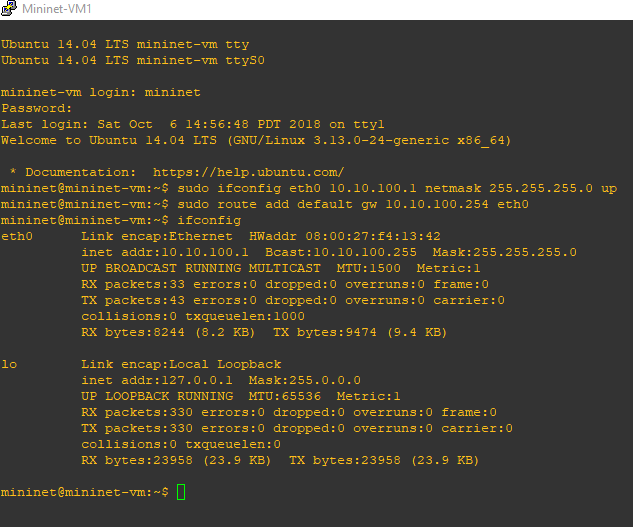 Mininet-VM1
Ubuntu 14.04 LTS mininet-vm tty
Ubuntu 14.04 LTS mininet-vm ttyS0
mininet-vm login: mininet
Password:
Last login: Sat Oct  6 14:56:48 PDT 2018 on tty1
Welcome to Ubuntu 14.04 LTS (GNU/Linux 3.13.0-24-generic x86_64)
 * Documentation:  https://help.ubuntu.com/
mininet@mininet-vm:~$ sudo ifconfig eth0 10.10.100.1 netmask 255.255.255.0 up
mininet@mininet-vm:~$ sudo route add default gw 10.10.100.254 eth0
mininet@mininet-vm:~$ ifconfig
eth0      Link encap:Ethernet  HWaddr 08:00:27:f4:13:42
          inet addr:10.10.100.1  Bcast:10.10.100.255  Mask:255.255.255.0
          UP BROADCAST RUNNING MULTICAST  MTU:1500  Metric:1
          RX packets:33 errors:0 dropped:0 overruns:0 frame:0
          TX packets:43 errors:0 dropped:0 overruns:0 carrier:0
          collisions:0 txqueuelen:1000
          RX bytes:8244 (8.2 KB)  TX bytes:9474 (9.4 KB)
lo        Link encap:Local Loopback
          inet addr:127.0.0.1  Mask:255.0.0.0
          UP LOOPBACK RUNNING  MTU:65536  Metric:1
          RX packets:330 errors:0 dropped:0 overruns:0 frame:0
          TX packets:330 errors:0 dropped:0 overruns:0 carrier:0
          collisions:0 txqueuelen:0
          RX bytes:23958 (23.9 KB)  TX bytes:23958 (23.9 KB)
mininet@mininet-vm:~$